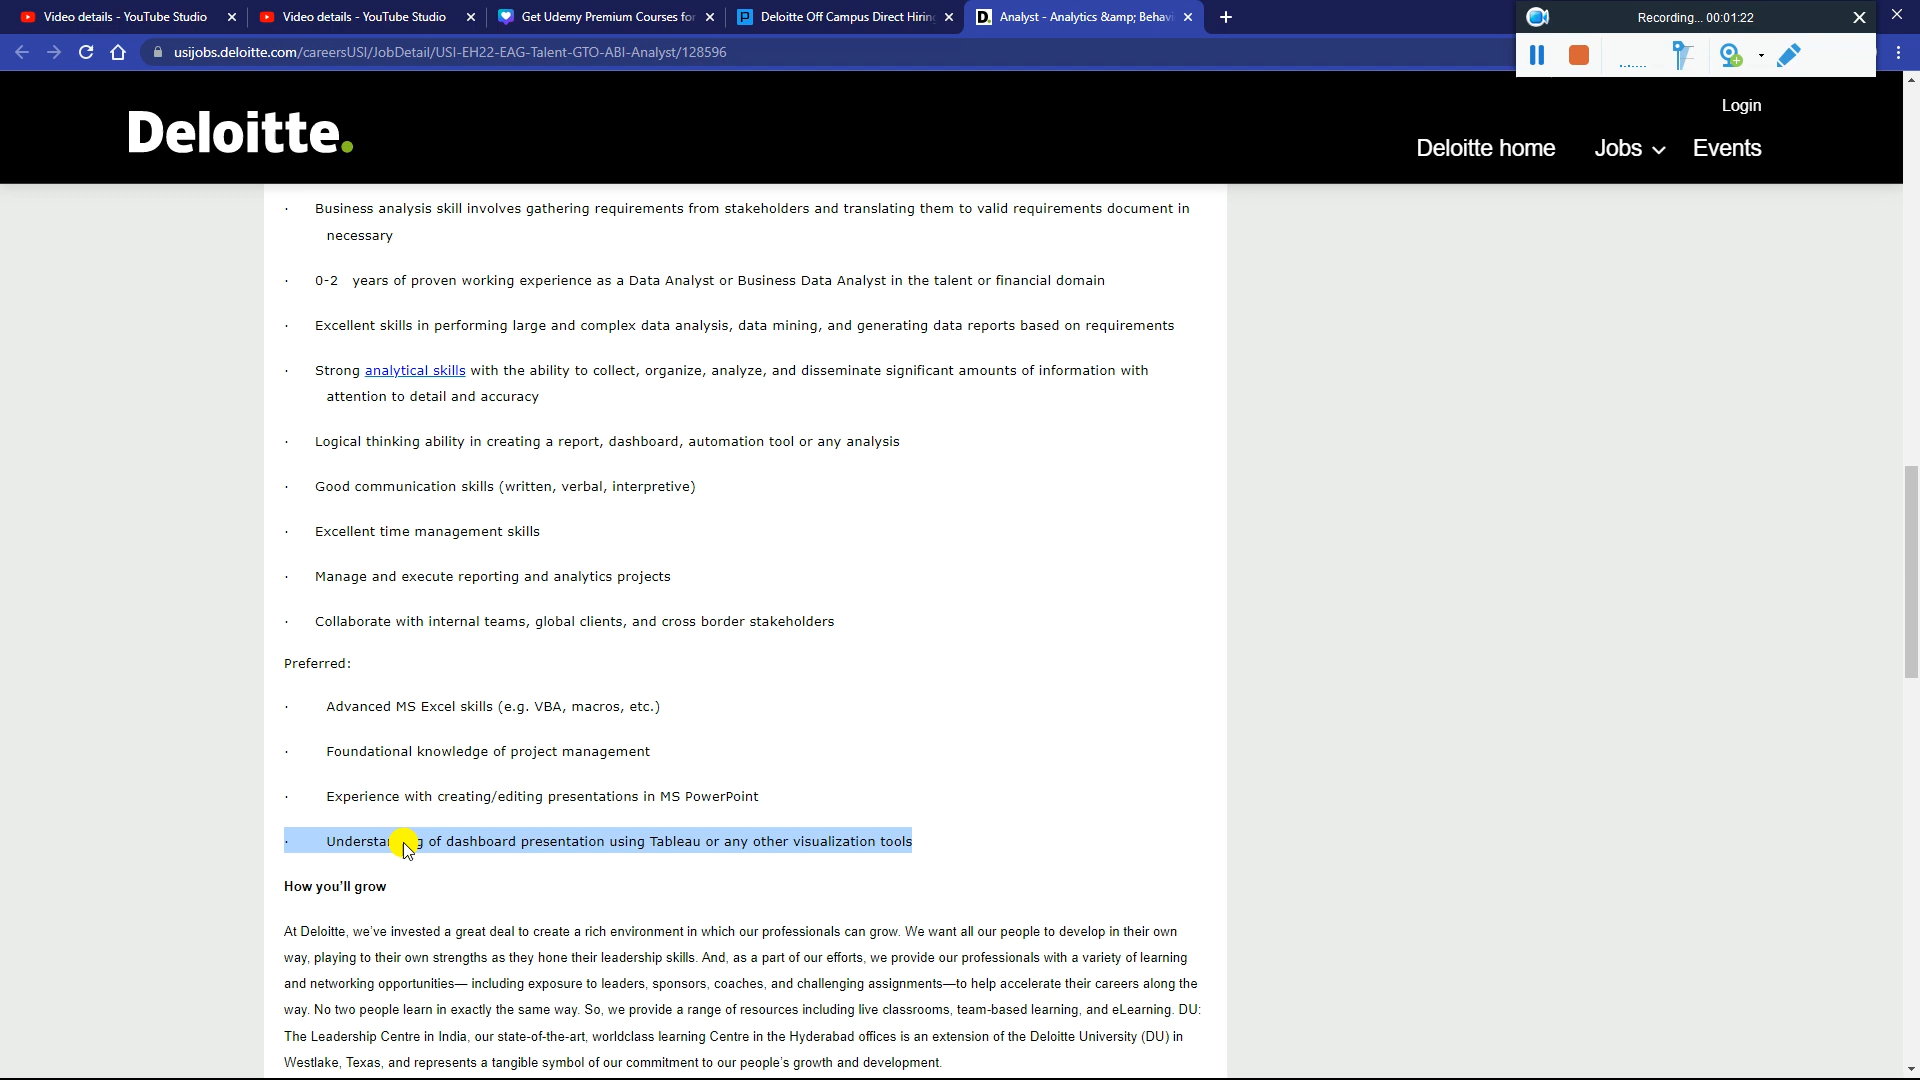 Video details - YouTube Studio
Video details - YouTube Studio
Get Udemy Premium Courses for
Deloitte Off Campus Direct Hiring
Analyst - Analytics &amp; Behavi
Recording... 00:01:22
usijobs.deloitte.com/careersUSI/JobDetail/USI-EH22-EAG-Talent-GTO-ABI-Analyst/128596
Login
Deloitte.
Deloitte home
Jobs
Events
· Business analysis skill involves gathering requirements from stakeholders and translating them to valid requirements document in
necessary
· 0-2 years of proven working experience as a Data Analyst or Business Data Analyst in the talent or financial domain
· Excellent skills in performing large and complex data analysis, data mining, and generating data reports based on requirements
· Strong analytical skills with the ability to collect, organize, analyze, and disseminate significant amounts of information with
attention to detail and accuracy
· Logical thinking ability in creating a report, dashboard, automation tool or any analysis
· Good communication skills (written, verbal, interpretive)
· Excellent time management skills
· Manage and execute reporting and analytics projects
· Collaborate with internal teams, global clients, and cross border stakeholders
Preferred:
· Advanced MS Excel skills (e.g. VBA, macros, etc.)
· Foundational knowledge of project management
· Experience with creating/editing presentations in MS PowerPoint
· Understanding of dashboard presentation using Tableau or any other visualization tools
How you'll grow
At Deloitte, we've invested a great deal to create a rich environment in which our professionals can grow. We want all our people to develop in their own
way, playing to their own strengths as they hone their leadership skills. And, as a part of our efforts, we provide our professionals with a variety of learning
and networking opportunities— including exposure to leaders, sponsors, coaches, and challenging assignments—to help accelerate their careers along the
way. No two people learn in exactly the same way. So, we provide a range of resources including live classrooms, team-based learning, and eLearning. DU:
The Leadership Centre in India, our state-of-the-art, worldclass learning Centre in the Hyderabad offices is an extension of the Deloitte University (DU) in
Westlake, Texas, and represents a tangible symbol of our commitment to our people's growth and development.